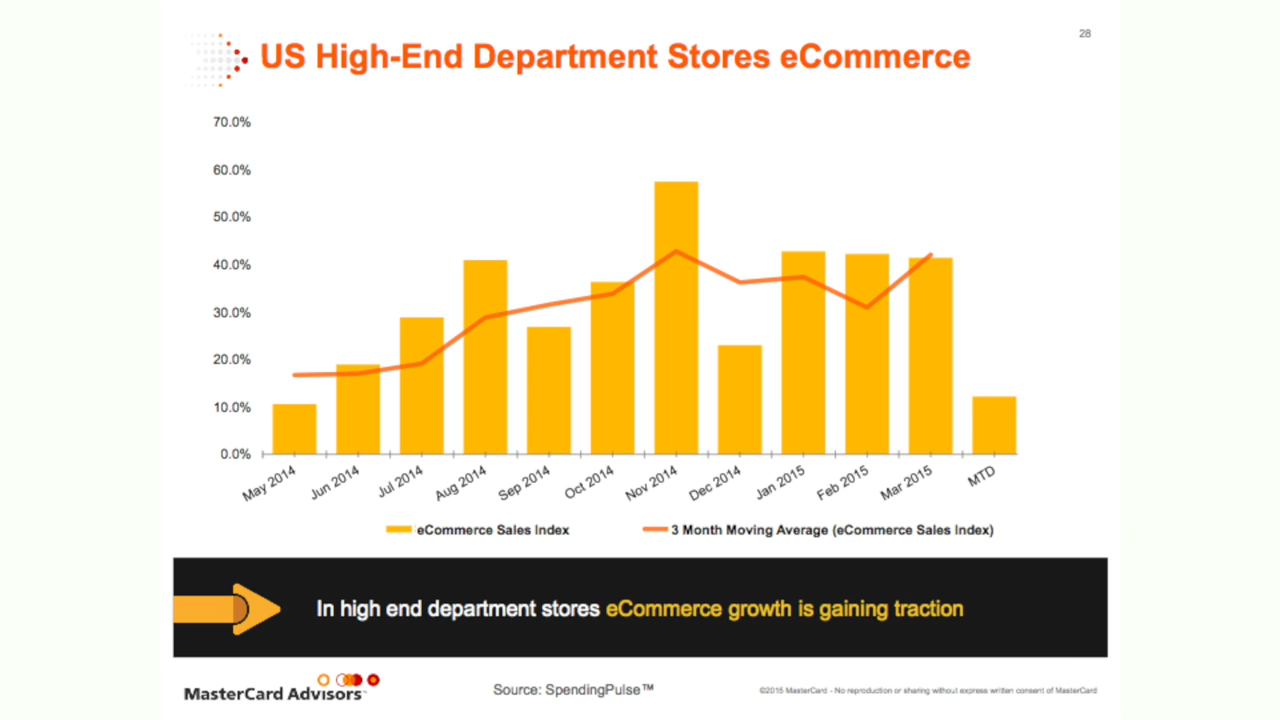 28
US High-End Department Stores eCommerce
70.0%
60.0%
50.0%
40.0%
30.0%
20.0%
10.0%
0.0%
May 2014
Jun 2014
Jul 2014
Aug 2014
Sep 2014
Oct 2014
Nov 2014
Dec 2014
Jan 2015
Feb 2015
Mar 2015
MTD
eCommerce Sales Index
3 Month Moving Average (eCommerce Sales Index)
In high end department stores eCommerce growth is gaining traction
MasterCard Advisors
Source: SpendingPulse™
©2015 MasterCard - No reproduction or sharing without express written consent of MasterCard